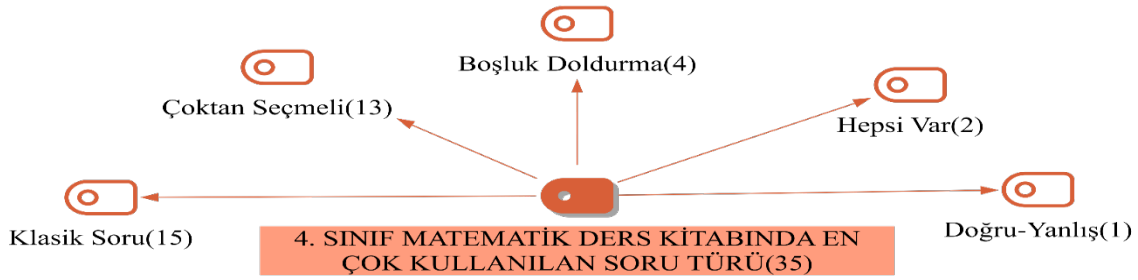 Boşluk Doldurma(4)
Çoktan Seçmeli(13)
Hepsi Var(2)
Klasik Soru(15)
Doğru-Yanlış(1)
4. SINIF MATEMATİK DERS KİTABINDA EN
ÇOK KULLANILAN SORU TÜRÜ(35)